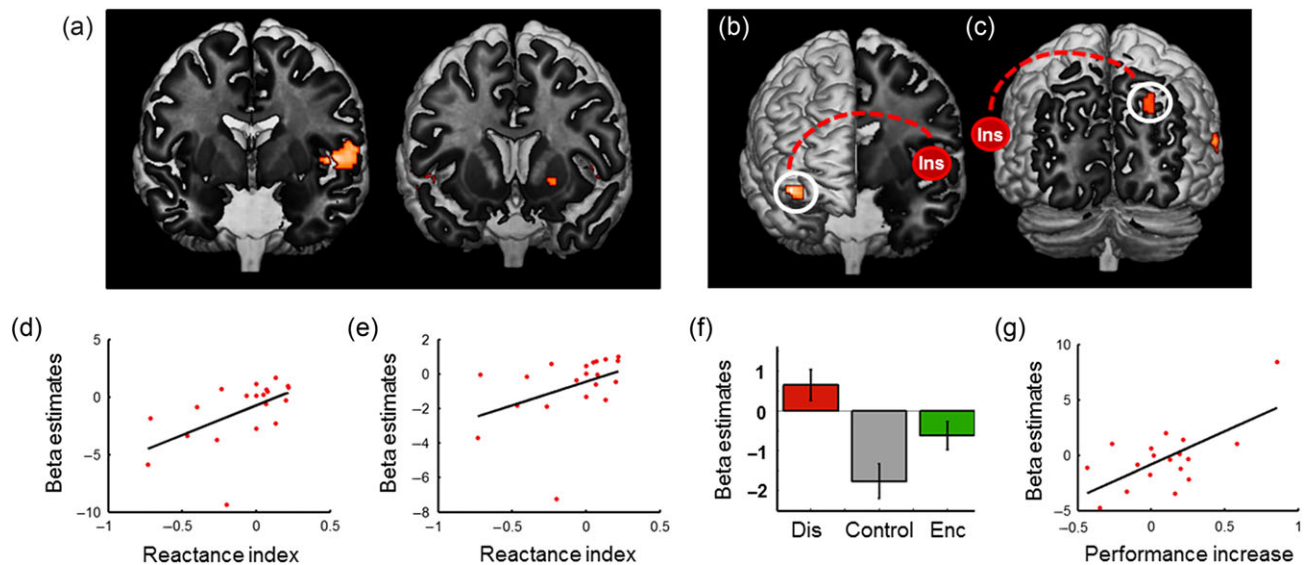 (a)
(b)
(c)
Ins
Ins
(d)
(e)
(f)
(g)
Beta estimates
5
0
−5
−10
−1
−0.5
0
0.5
Reactance index
Beta estimates
2
0
−2
−4
−6
−8
−1
−0.5
0
0.5
Reactance index
Beta estimates
1
0
−1
−2
Dis
Control
Enc
Beta estimates
10
5
0
−5
−0.5
0
0.5
1
Performance increase